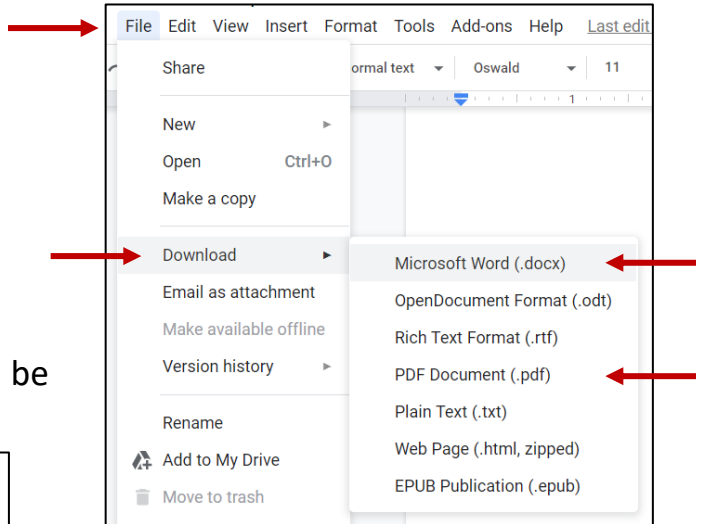 File Edit View Insert Format Tools Add-ons Help Last edit
Share
ormal text Oswald 11
1
New
Open Ctrl+O
Make a copy
Download
Microsoft Word (.docx)
Email as attachment
OpenDocument Format (.odt)
Make available offline
Rich Text Format (.rtf)
be
Version history
PDF Document (.pdf)
Plain Text (.txt)
Rename
Web Page (.html, zipped)
Add to My Drive
EPUB Publication (.epub)
Move to trash